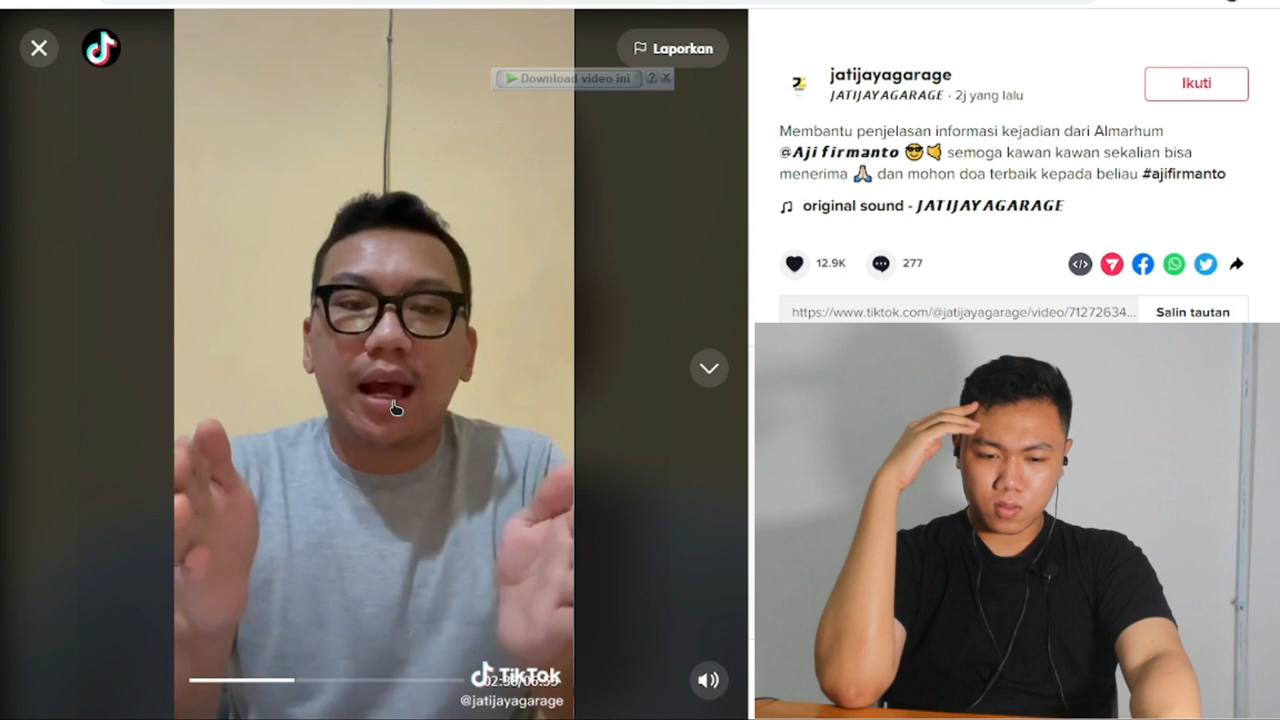 Laporkan
Download video ini
?
jatijayagarage
JATIJAYAGARAGE · 2j yang lalu
Ikuti
Membantu penjelasan informasi kejadian dari Almarhum
@Aji firmanto 😎🤙 semoga kawan kawan sekalian bisa
menerima 🙏🏻 dan mohon doa terbaik kepada beliau #ajifirmanto
original sound - JATIJAYAGARAGE
12.9K
277
https://www.tiktok.com/@jatijayagarage/video/71272634...
Salin tautan
TikTok
@jatijayagarage